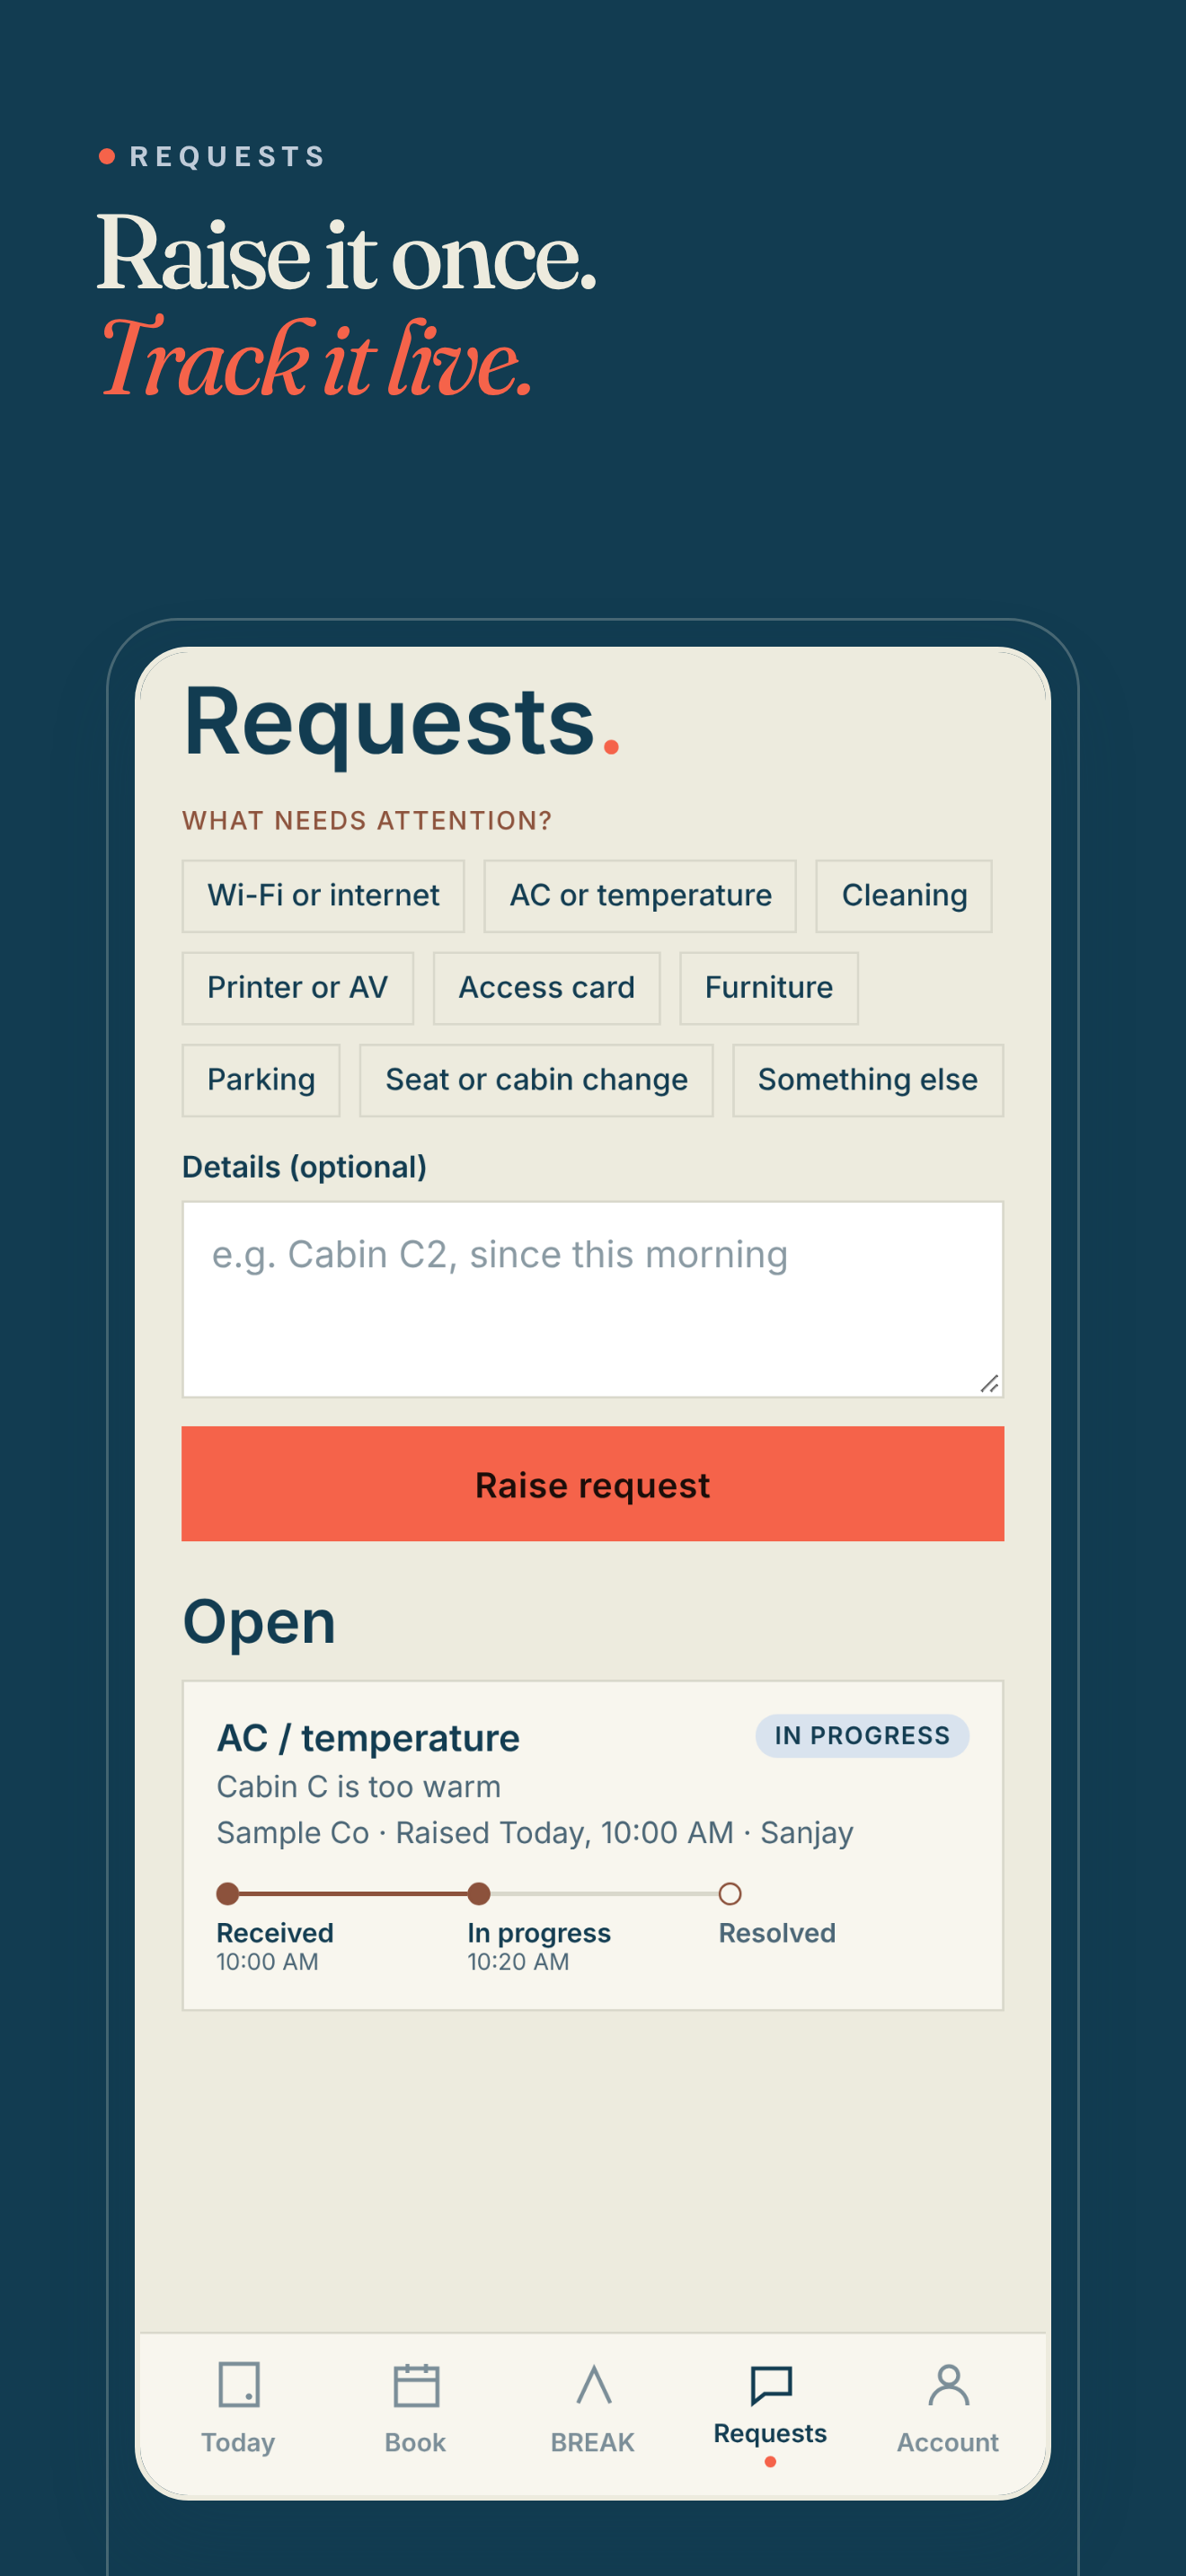 REQUESTS
Raise it once.
Track it live.
Requests.
WHAT NEEDS ATTENTION?
Wi-Fi or internet AC or temperature Cleaning
Printer or AV Access card Furniture
Parking Seat or cabin change Something else
Details (optional)
e.g. Cabin C2, since this morning
Raise request
Open
AC / temperature IN PROGRESS
Cabin C is too warm
Sample Co · Raised Today, 10:00 AM · Sanjay
Received In progress Resolved
10:00 AM 10:20 AM
Today Book BREAK Requests Account